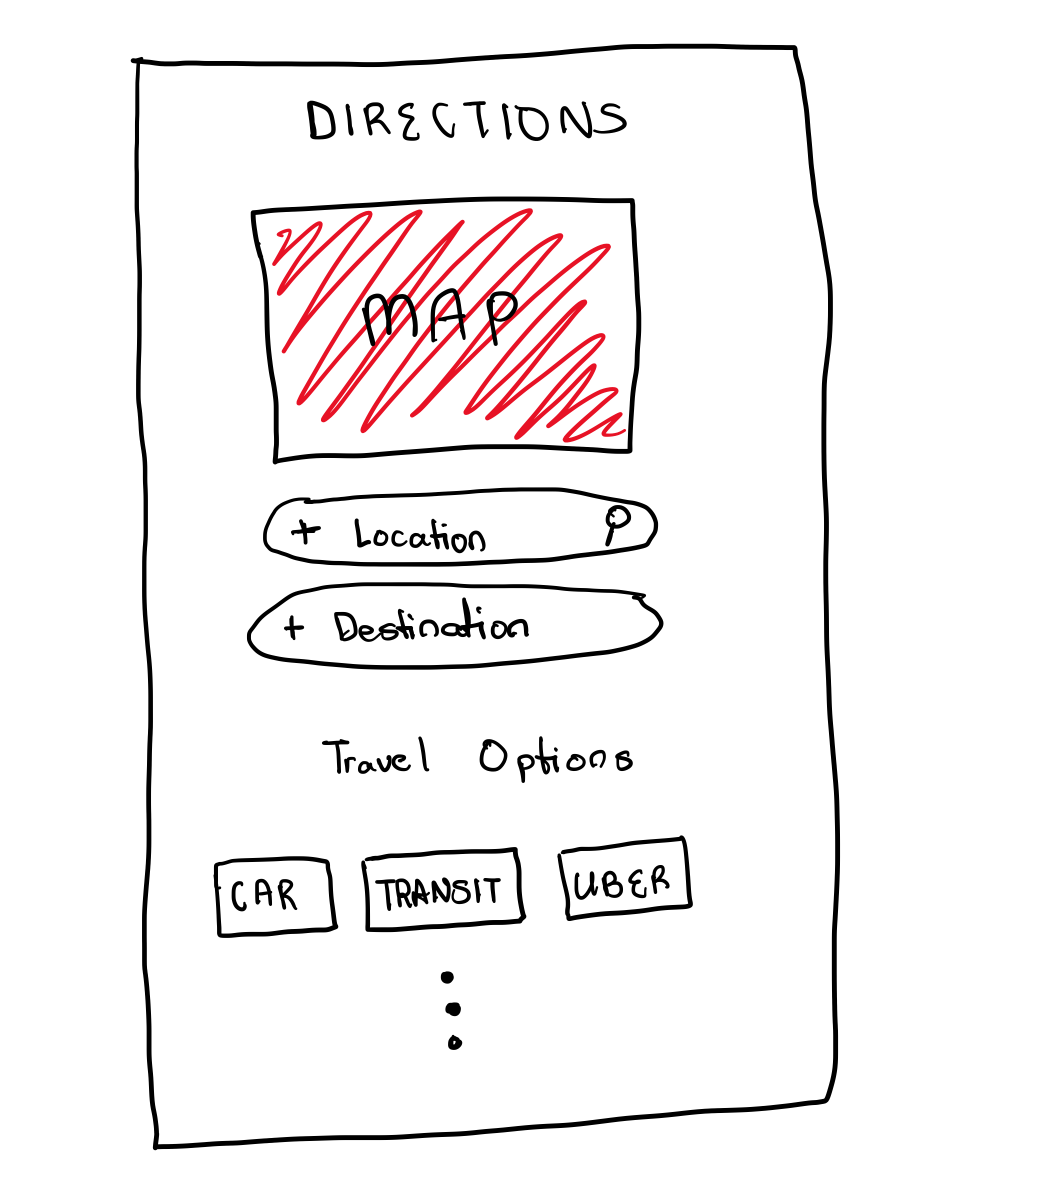 DIRECTIONS
MAP
+ Location
+ Destination
Travel Options
CAR TRANSIT UBER